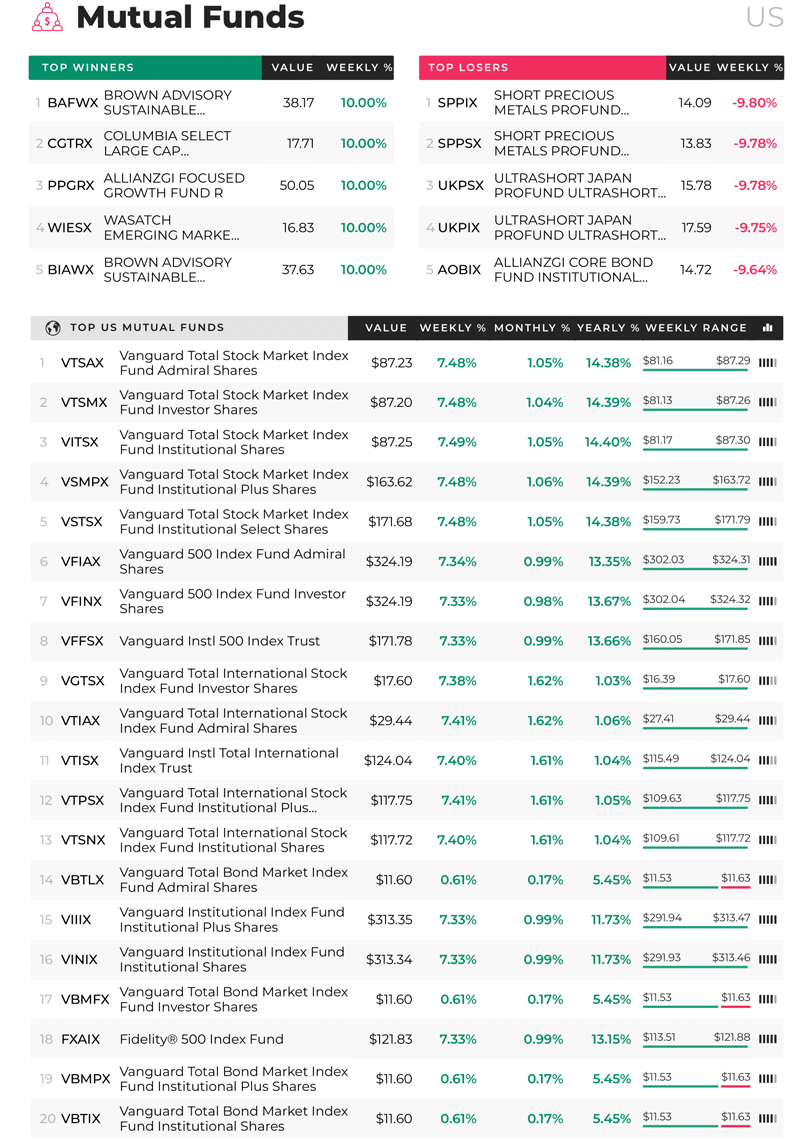 Mutual Funds
US
TOP WINNERS VALUE WEEKLY %
1 BAFWX BROWN ADVISORY SUSTAINABLE... 38.17 10.00%
2 CGTRX COLUMBIA SELECT LARGE CAP... 17.71 10.00%
3 PPGRX ALLIANZGI FOCUSED GROWTH FUND R 50.05 10.00%
4 WIESX WASATCH EMERGING MARKE... 16.83 10.00%
5 BIAWX BROWN ADVISORY SUSTAINABLE... 37.63 10.00%
TOP LOSERS VALUE WEEKLY %
1 SPPIX SHORT PRECIOUS METALS PROFUND... 14.09 -9.80%
2 SPPSX SHORT PRECIOUS METALS PROFUND... 13.83 -9.78%
3 UKPSX ULTRASHORT JAPAN PROFUND ULTRASHORT... 15.78 -9.78%
4 UKPIX ULTRASHORT JAPAN PROFUND ULTRASHORT... 17.59 -9.75%
5 AOBIX ALLIANZGI CORE BOND FUND INSTITUTIONAL... 14.72 -9.64%
TOP US MUTUAL FUNDS VALUE WEEKLY % MONTHLY % YEARLY % WEEKLY RANGE
1 VTSAX Vanguard Total Stock Market Index Fund Admiral Shares $87.23 7.48% 1.05% 14.38% $81.16 $87.29
2 VTSMX Vanguard Total Stock Market Index Fund Investor Shares $87.20 7.48% 1.04% 14.39% $81.13 $87.26
3 VITSX Vanguard Total Stock Market Index Fund Institutional Shares $87.25 7.49% 1.05% 14.40% $81.17 $87.30
4 VSMPX Vanguard Total Stock Market Index Fund Institutional Plus Shares $163.62 7.48% 1.06% 14.39% $152.23 $163.72
5 VSTSX Vanguard Total Stock Market Index Fund Institutional Select Shares $171.68 7.48% 1.05% 14.38% $159.73 $171.79
6 VFIAX Vanguard 500 Index Fund Admiral Shares $324.19 7.34% 0.99% 13.35% $302.03 $324.31
7 VFINX Vanguard 500 Index Fund Investor Shares $324.19 7.33% 0.98% 13.67% $302.04 $324.32
8 VFFSX Vanguard Instl 500 Index Trust $171.78 7.33% 0.99% 13.66% $160.05 $171.85
9 VGTSX Vanguard Total International Stock Index Fund Investor Shares $17.60 7.38% 1.62% 1.03% $16.39 $17.60
10 VTIAX Vanguard Total International Stock Index Fund Admiral Shares $29.44 7.41% 1.62% 1.06% $27.41 $29.44
11 VTISX Vanguard Instl Total International Index Trust $124.04 7.40% 1.61% 1.04% $115.49 $124.04
12 VTPSX Vanguard Total International Stock Index Fund Institutional Plus... $117.75 7.41% 1.61% 1.05% $109.63 $117.75
13 VTSNX Vanguard Total International Stock Index Fund Institutional Shares $117.72 7.40% 1.61% 1.04% $109.61 $117.72
14 VBTLX Vanguard Total Bond Market Index Fund Admiral Shares $11.60 0.61% 0.17% 5.45% $11.53 $11.63
15 VIIIX Vanguard Institutional Index Fund Institutional Plus Shares $313.35 7.33% 0.99% 11.73% $291.94 $313.47
16 VINIX Vanguard Institutional Index Fund Institutional Shares $313.34 7.33% 0.99% 11.73% $291.93 $313.46
17 VBMFX Vanguard Total Bond Market Index Fund Investor Shares $11.60 0.61% 0.17% 5.45% $11.53 $11.63
18 FXAIX Fidelity® 500 Index Fund $121.83 7.33% 0.99% 13.15% $113.51 $121.88
19 VBMPX Vanguard Total Bond Market Index Fund Institutional Plus Shares $11.60 0.61% 0.17% 5.45% $11.53 $11.63
20 VBTIX Vanguard Total Bond Market Index Fund Institutional Shares $11.60 0.61% 0.17% 5.45% $11.53 $11.63